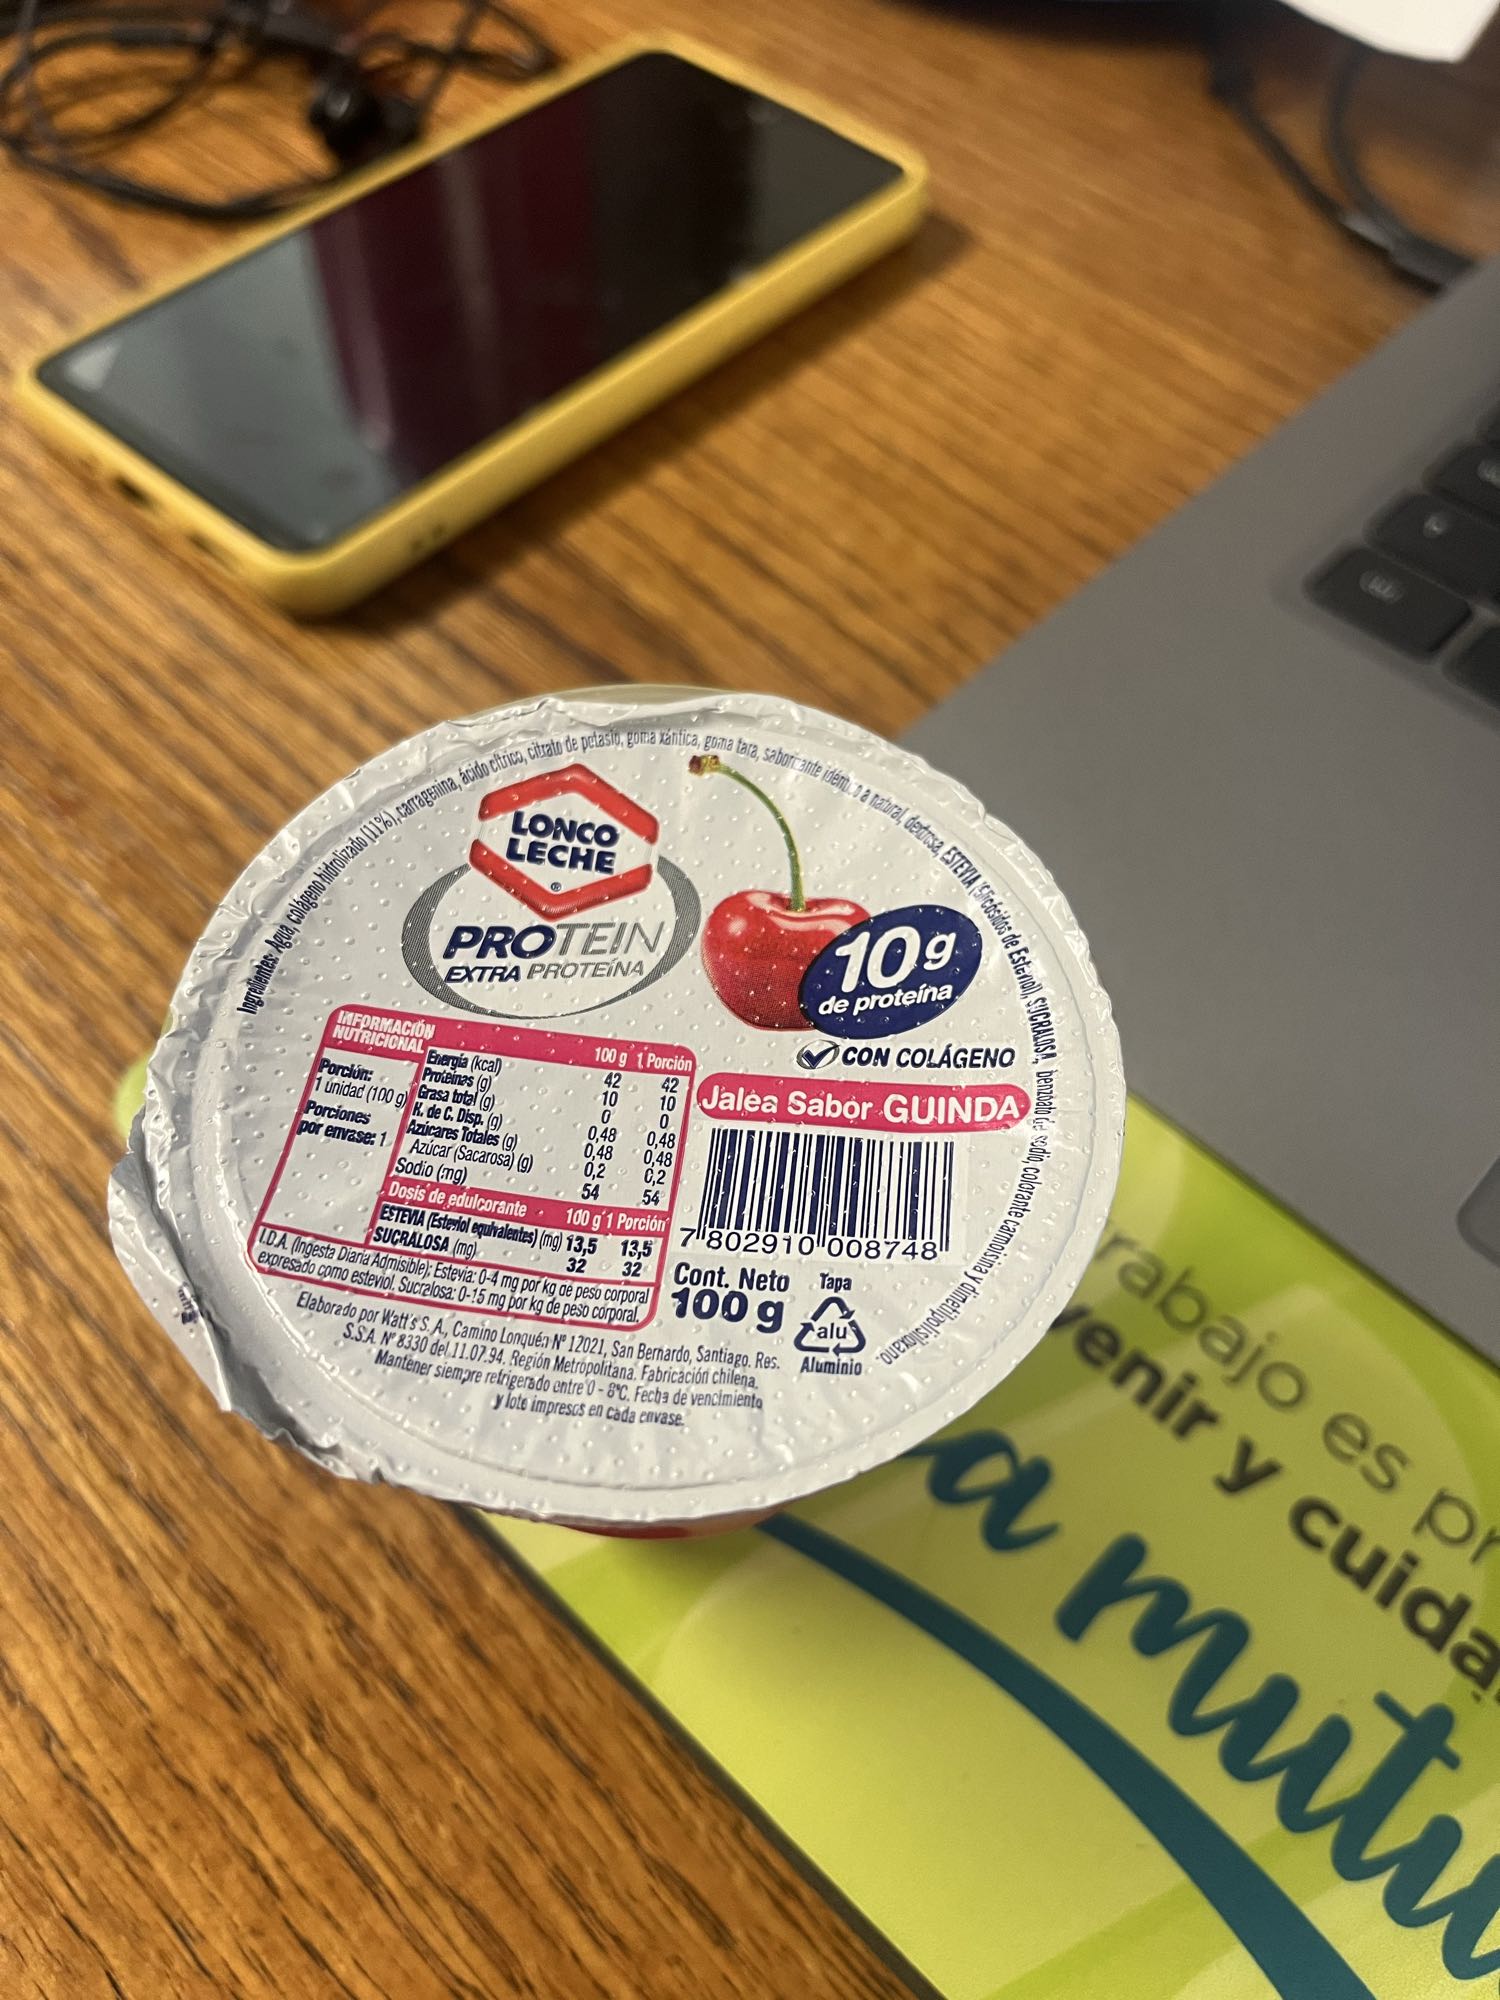 Ingredientes: Agua, colágeno hidrolizado (11%), carragenina, ácido cítrico, citrato de potasio, goma xántica, goma tara, saborizante idéntico a natural, dextrosa, ESTEVIA (Glicósidos de Esteviol), SUCRALOSA, benzoato de sodio, colorante carmoisina y dimetilpolisiloxano.
LONCO
LECHE
®
PROTEIN
EXTRA PROTEÍNA
10g
de proteína
CON COLÁGENO
Jalea Sabor GUINDA
INFORMACIÓN
NUTRICIONAL
Porción:
1 unidad (100 g)
Porciones
por envase: 1
100 g 1 Porción
Energía (kcal) 42 42
Proteínas (g) 10 10
Grasa total (g) 0 0
H. de C. Disp. (g) 0,48 0,48
Azúcares Totales (g) 0,48 0,48
Azúcar (Sacarosa) (g) 0,2 0,2
Sodio (mg) 54 54
Dosis de edulcorante 100 g 1 Porción
ESTEVIA (Esteviol equivalentes) (mg) 13,5 13,5
SUCRALOSA (mg) 32 32
I.D.A. (Ingesta Diaria Admisible); Estevia: 0-4 mg por kg de peso corporal
expresado como esteviol. Sucralosa: 0-15 mg por kg de peso corporal.
7 802910 008748
Cont. Neto
100 g
Tapa
alu
Aluminio
Elaborado por Watt's S.A., Camino Lonquén Nº 12021, San Bernardo, Santiago. Res.
S.S.A. Nº 8330 del 11.07.94. Región Metropolitana. Fabricación chilena.
Mantener siempre refrigerado entre 0 - 8°C. Fecha de vencimiento
y lote impresos en cada envase.
rabajo es pr
venir y cuida
a mutu